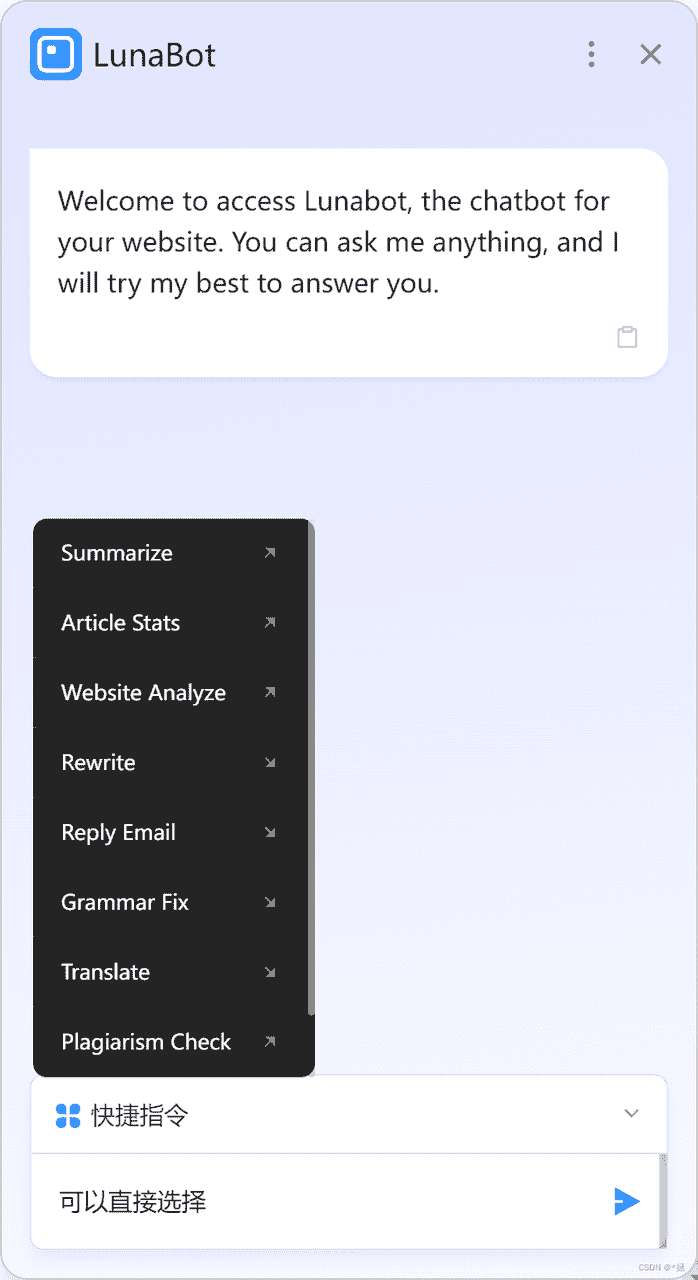 LunaBot
Welcome to access Lunabot, the chatbot for
your website. You can ask me anything, and I
will try my best to answer you.
Summarize
Article Stats
Website Analyze
Rewrite
Reply Email
Grammar Fix
Translate
Plagiarism Check
快捷指令
可以直接选择
CSDN